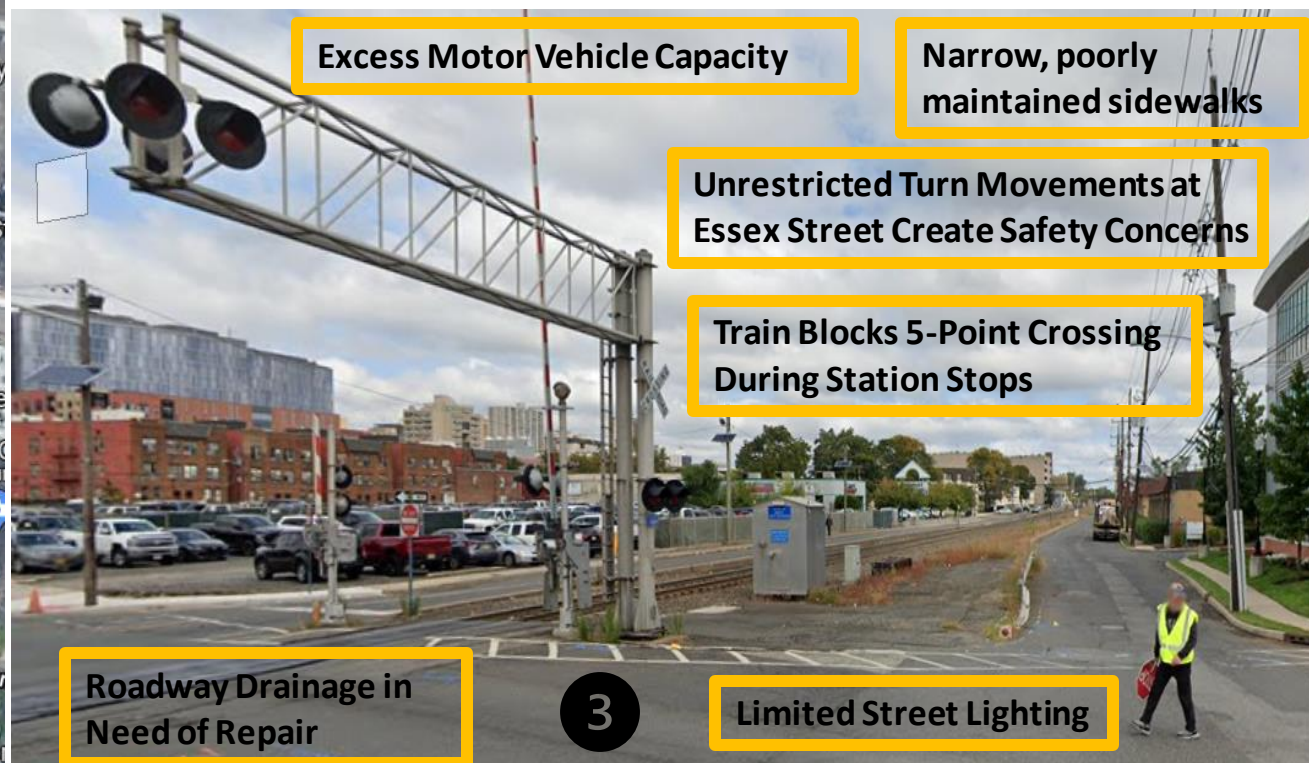 Excess Motor Vehicle Capacity
Narrow, poorly
maintained sidewalks
Unrestricted Turn Movements at
Essex Street Create Safety Concerns
Train Blocks 5-Point Crossing
During Station Stops
Roadway Drainage in
Need of Repair
3
Limited Street Lighting